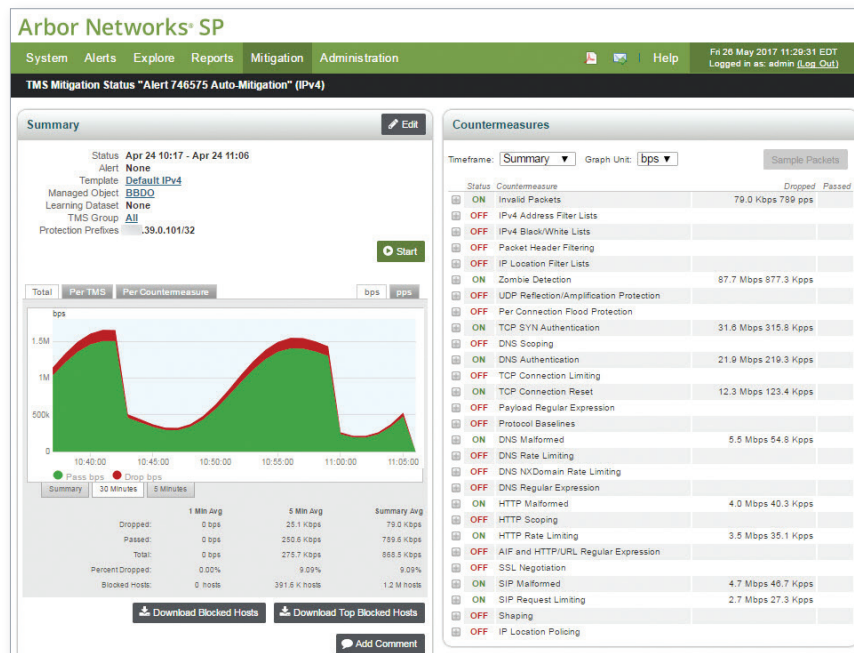 Arbor Networks® SP
System Alerts Explore Reports Mitigation Administration Help
Fri 26 May 2017 11:29:31 EDT
Logged in as: admin (Log Out)
TMS Mitigation Status "Alert 746575 Auto-Mitigation" (IPv4)
Summary
Edit
Status Apr 24 10:17 - Apr 24 11:06
Alert None
Template Default IPv4
Managed Object BBDO
Learning Dataset None
TMS Group All
Protection Prefixes .39.0.101/32
Start
Total Per TMS Per Countermeasure bps pps
bps
1.5M
1M
500k
0
10:40:00 10:45:00 10:50:00 10:55:00 11:00:00 11:05:00
Pass bps Drop bps
Summary 30 Minutes 5 Minutes
1 Min Avg 5 Min Avg Summary Avg
Dropped: 0 bps 25.1 Kbps 79.0 Kbps
Passed: 0 bps 250.6 Kbps 789.6 Kbps
Total: 0 bps 275.7 Kbps 868.5 Kbps
Percent Dropped: 0.00% 9.09% 9.09%
Blocked Hosts: 0 hosts 391.6 K hosts 1.2 M hosts
Download Blocked Hosts Download Top Blocked Hosts
Add Comment
Countermeasures
Timeframe: Summary Graph Unit: bps Sample Packets
Status Countermeasure Dropped Passed
ON Invalid Packets 79.0 Kbps 789 pps
OFF IPv4 Address Filter Lists
OFF IPv4 Black/White Lists
OFF Packet Header Filtering
OFF IP Location Filter Lists
ON Zombie Detection 87.7 Mbps 877.3 Kpps
OFF UDP Reflection/Amplification Protection
OFF Per Connection Flood Protection
ON TCP SYN Authentication 31.6 Mbps 315.8 Kpps
OFF DNS Scoping
ON DNS Authentication 21.9 Mbps 219.3 Kpps
OFF TCP Connection Limiting
ON TCP Connection Reset 12.3 Mbps 123.4 Kpps
OFF Payload Regular Expression
OFF Protocol Baselines
ON DNS Malformed 5.5 Mbps 54.8 Kpps
OFF DNS Rate Limiting
OFF DNS NXDomain Rate Limiting
OFF DNS Regular Expression
ON HTTP Malformed 4.0 Mbps 40.3 Kpps
OFF HTTP Scoping
ON HTTP Rate Limiting 3.5 Mbps 35.1 Kpps
OFF AIF and HTTP/URL Regular Expression
OFF SSL Negotiation
ON SIP Malformed 4.7 Mbps 46.7 Kpps
ON SIP Request Limiting 2.7 Mbps 27.3 Kpps
OFF Shaping
OFF IP Location Policing